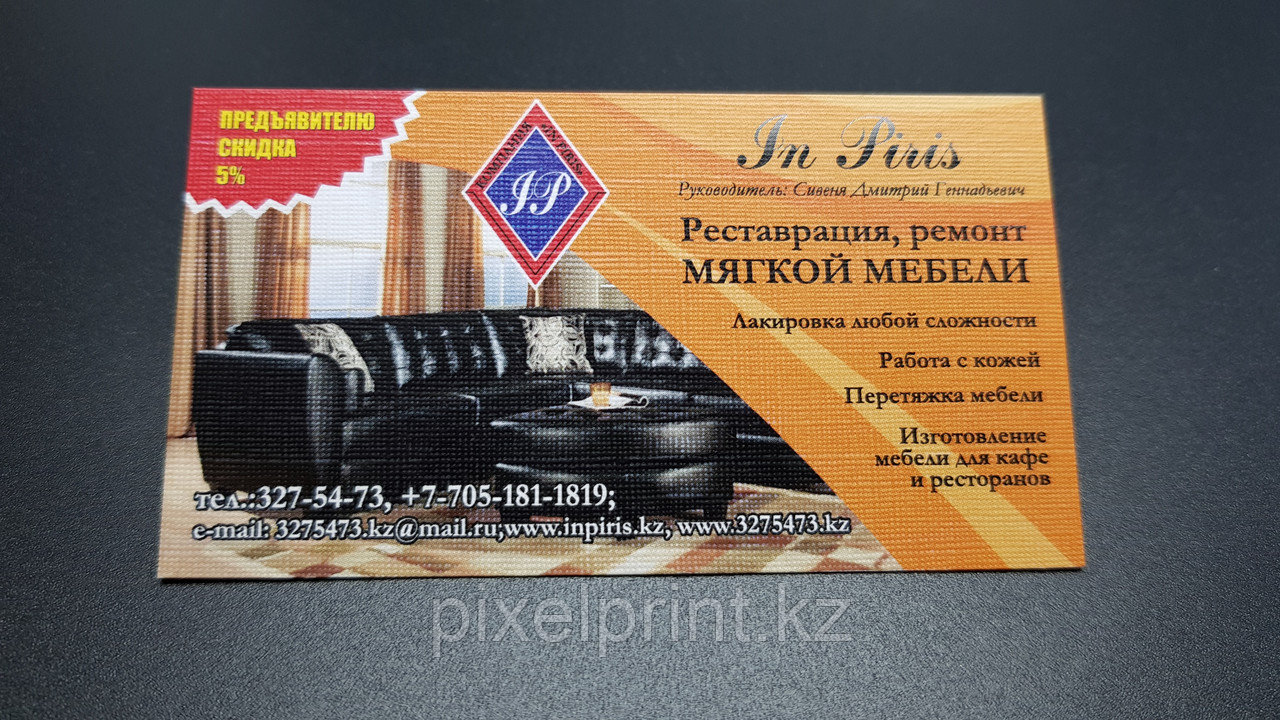 ПРЕДЪЯВИТЕЛЮ
СКИДКА
5%
КОМПАНИЯ
JP
In Piris
Руководитель: Сивеня Дмитрий Геннадьевич
Реставрация, ремонт
МЯГКОЙ МЕБЕЛИ
Лакировка любой сложности
Работа с кожей
Перетяжка мебели
Изготовление
мебели для кафе
и ресторанов
тел.:327-54-73, +7-705-181-1819;
e-mail: 3275473.kz@mail.ru,www.inpiris.kz, www.3275473.kz
pixelprint.kz